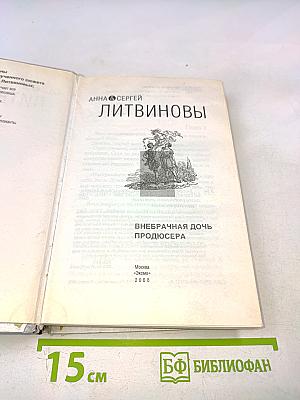 АННА & СЕРГЕЙ
ЛИТВИНОВЫ
ВНЕБРАЧНАЯ ДОЧЬ
ПРОДЮСЕРА
Москва
«Эксмо»
2008
15 см
БФ БИБЛИОФАН